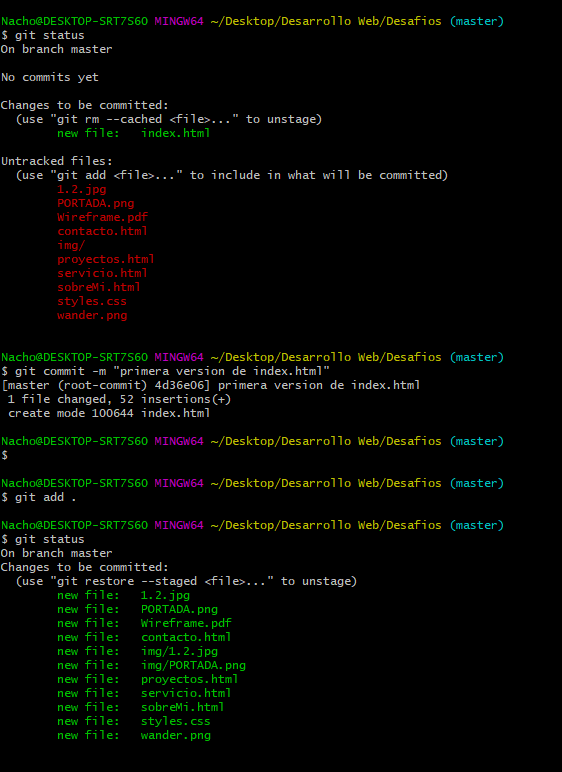 Nacho@DESKTOP-SRT7S6O MINGW64 ~/Desktop/Desarrollo Web/Desafios (master)
$ git status
On branch master

No commits yet

Changes to be committed:
  (use "git rm --cached <file>..." to unstage)
        new file:   index.html

Untracked files:
  (use "git add <file>..." to include in what will be committed)
        1.2.jpg
        PORTADA.png
        Wireframe.pdf
        contacto.html
        img/
        proyectos.html
        servicio.html
        sobreMi.html
        styles.css
        wander.png

Nacho@DESKTOP-SRT7S6O MINGW64 ~/Desktop/Desarrollo Web/Desafios (master)
$ git commit -m "primera version de index.html"
[master (root-commit) 4d36e06] primera version de index.html
 1 file changed, 52 insertions(+)
 create mode 100644 index.html

Nacho@DESKTOP-SRT7S6O MINGW64 ~/Desktop/Desarrollo Web/Desafios (master)
$

Nacho@DESKTOP-SRT7S6O MINGW64 ~/Desktop/Desarrollo Web/Desafios (master)
$ git add .

Nacho@DESKTOP-SRT7S6O MINGW64 ~/Desktop/Desarrollo Web/Desafios (master)
$ git status
On branch master
Changes to be committed:
  (use "git restore --staged <file>..." to unstage)
        new file:   1.2.jpg
        new file:   PORTADA.png
        new file:   Wireframe.pdf
        new file:   contacto.html
        new file:   img/1.2.jpg
        new file:   img/PORTADA.png
        new file:   proyectos.html
        new file:   servicio.html
        new file:   sobreMi.html
        new file:   styles.css
        new file:   wander.png